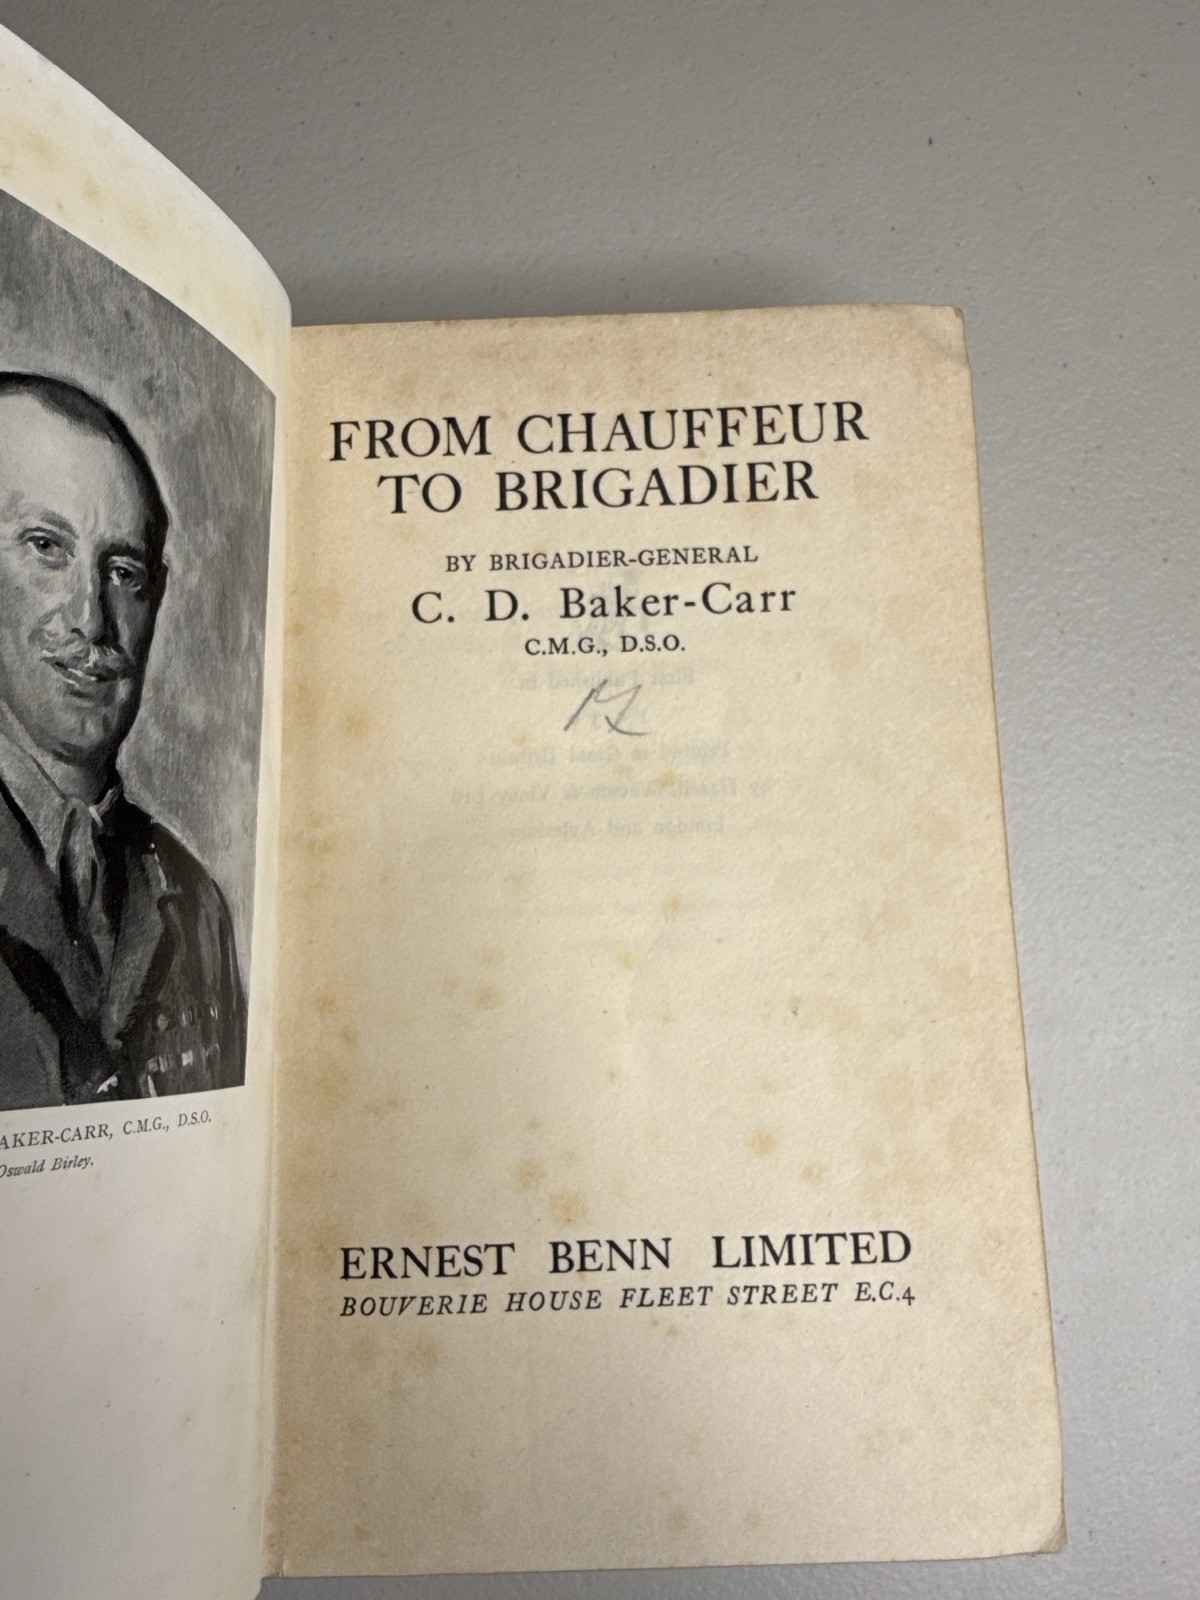 AKER-CARR, C.M.G., D.S.O.
Oswald Birley.
FROM CHAUFFEUR
TO BRIGADIER
BY BRIGADIER-GENERAL
C. D. Baker-Carr
C.M.G., D.S.O.
ERNEST BENN LIMITED
BOUVERIE HOUSE FLEET STREET E.C.4